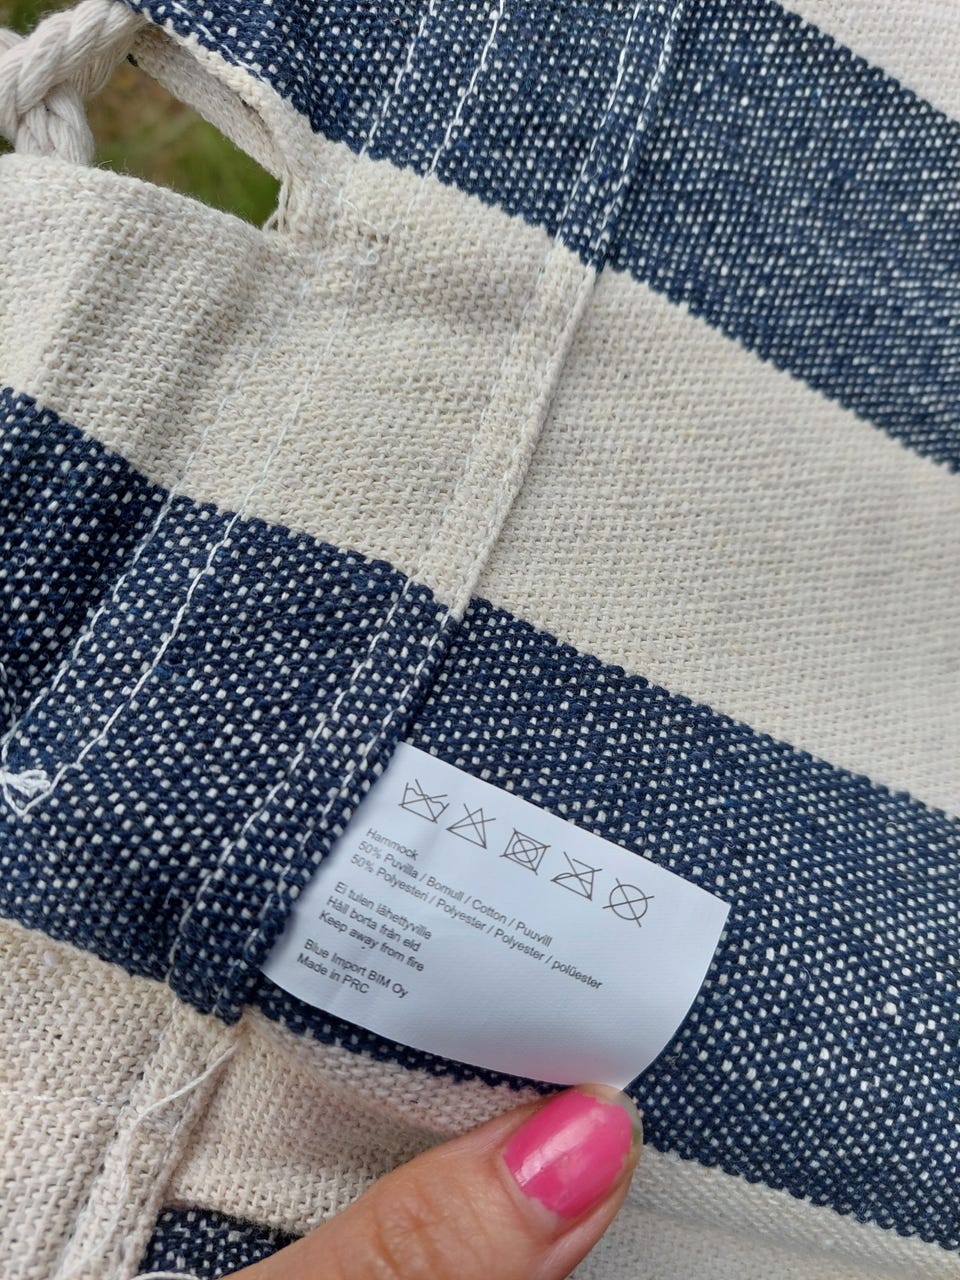 Hammock
50% Puvilla / Bomull / Cotton / Puuvill
50% Polyesteri / Polyester / Polyester / polüester
Ei tulen lähettyville
Håll borta från eld
Keep away from fire
Blue Import BIM Oy
Made in PRC